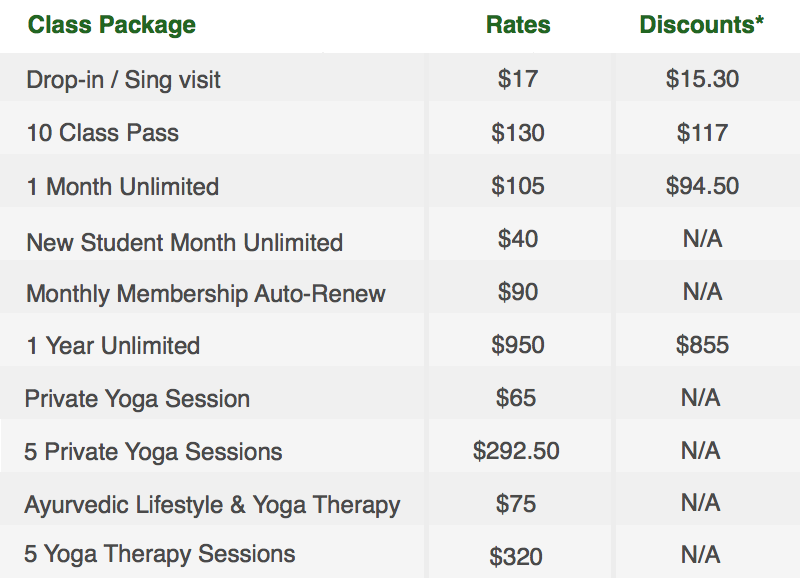 Class Package Rates Discounts*
Drop-in / Sing visit $17 $15.30
10 Class Pass $130 $117
1 Month Unlimited $105 $94.50
New Student Month Unlimited $40 N/A
Monthly Membership Auto-Renew $90 N/A
1 Year Unlimited $950 $855
Private Yoga Session $65 N/A
5 Private Yoga Sessions $292.50 N/A
Ayurvedic Lifestyle & Yoga Therapy $75 N/A
5 Yoga Therapy Sessions $320 N/A